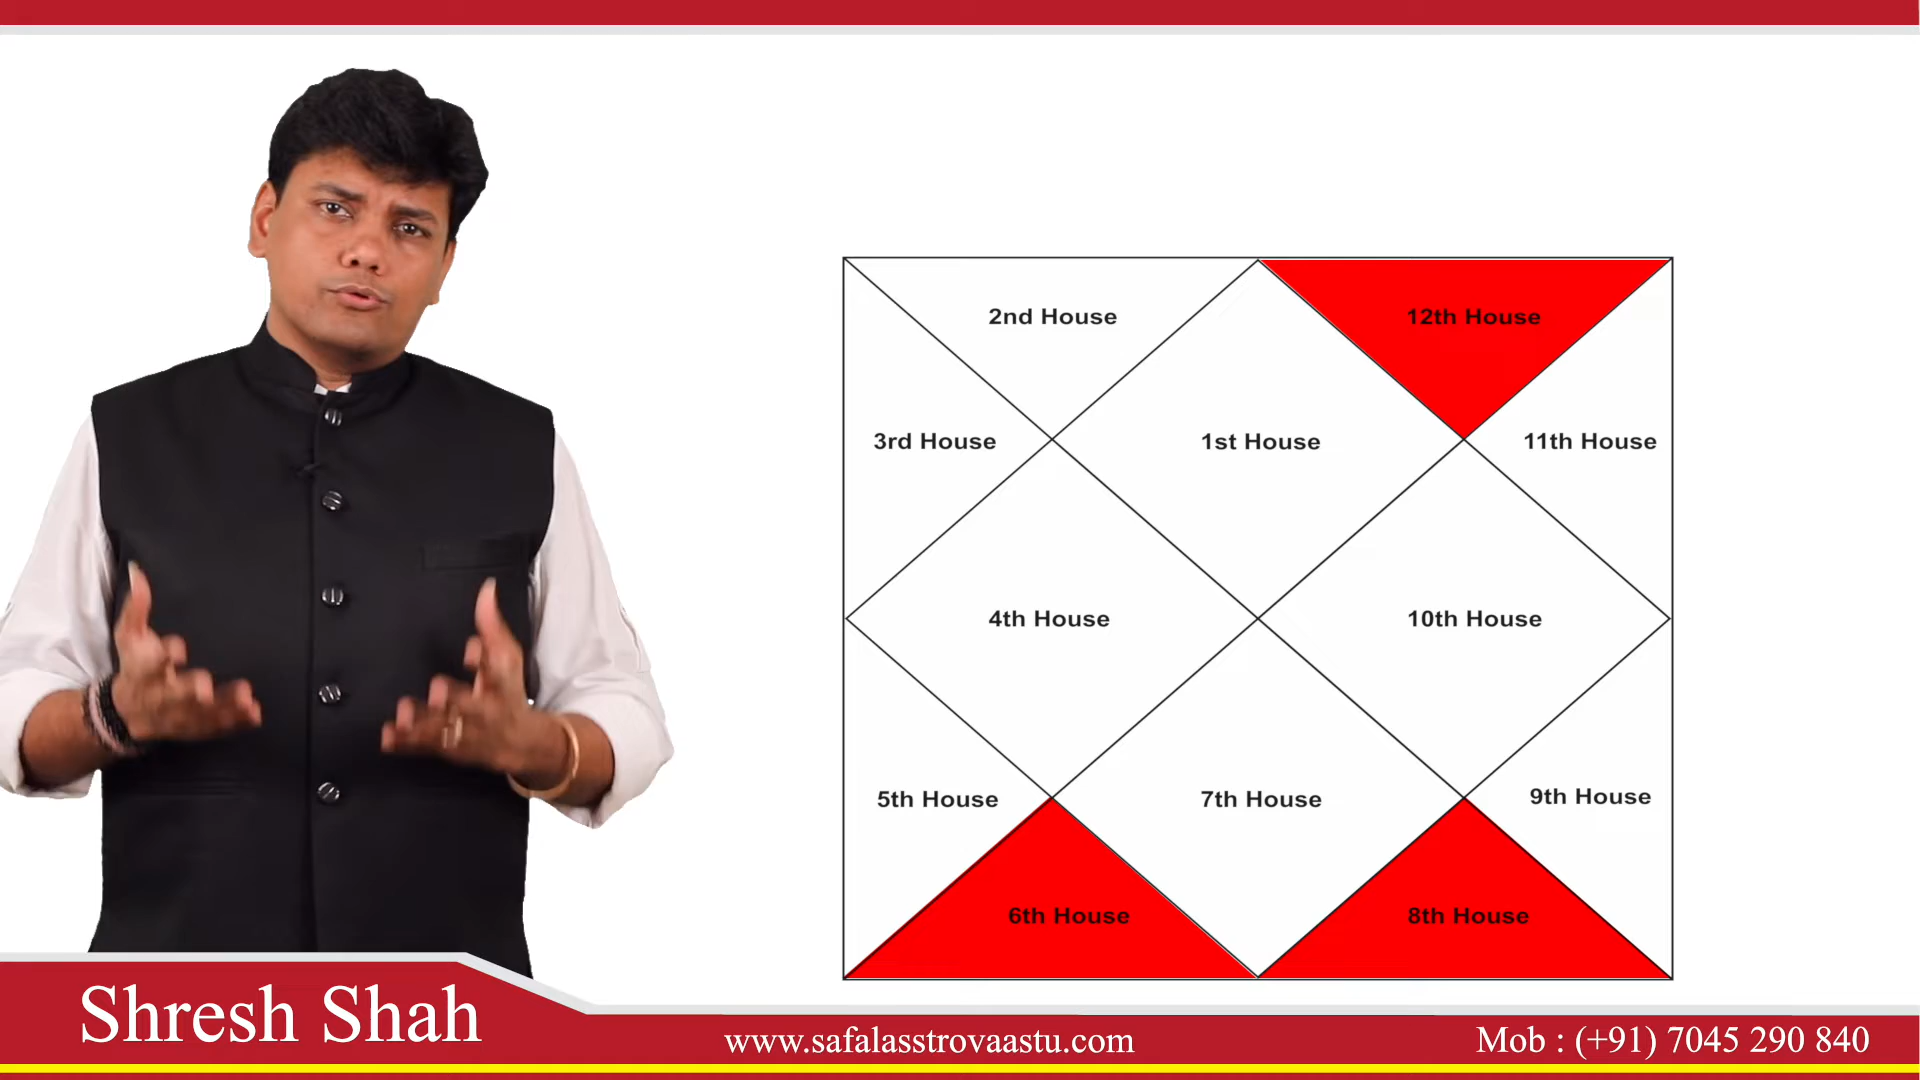 2nd House
12th House
3rd House
1st House
11th House
4th House
10th House
5th House
7th House
9th House
6th House
8th House
Shresh Shah
www.safalasstrovaastu.com
Mob : (+91) 7045 290 840